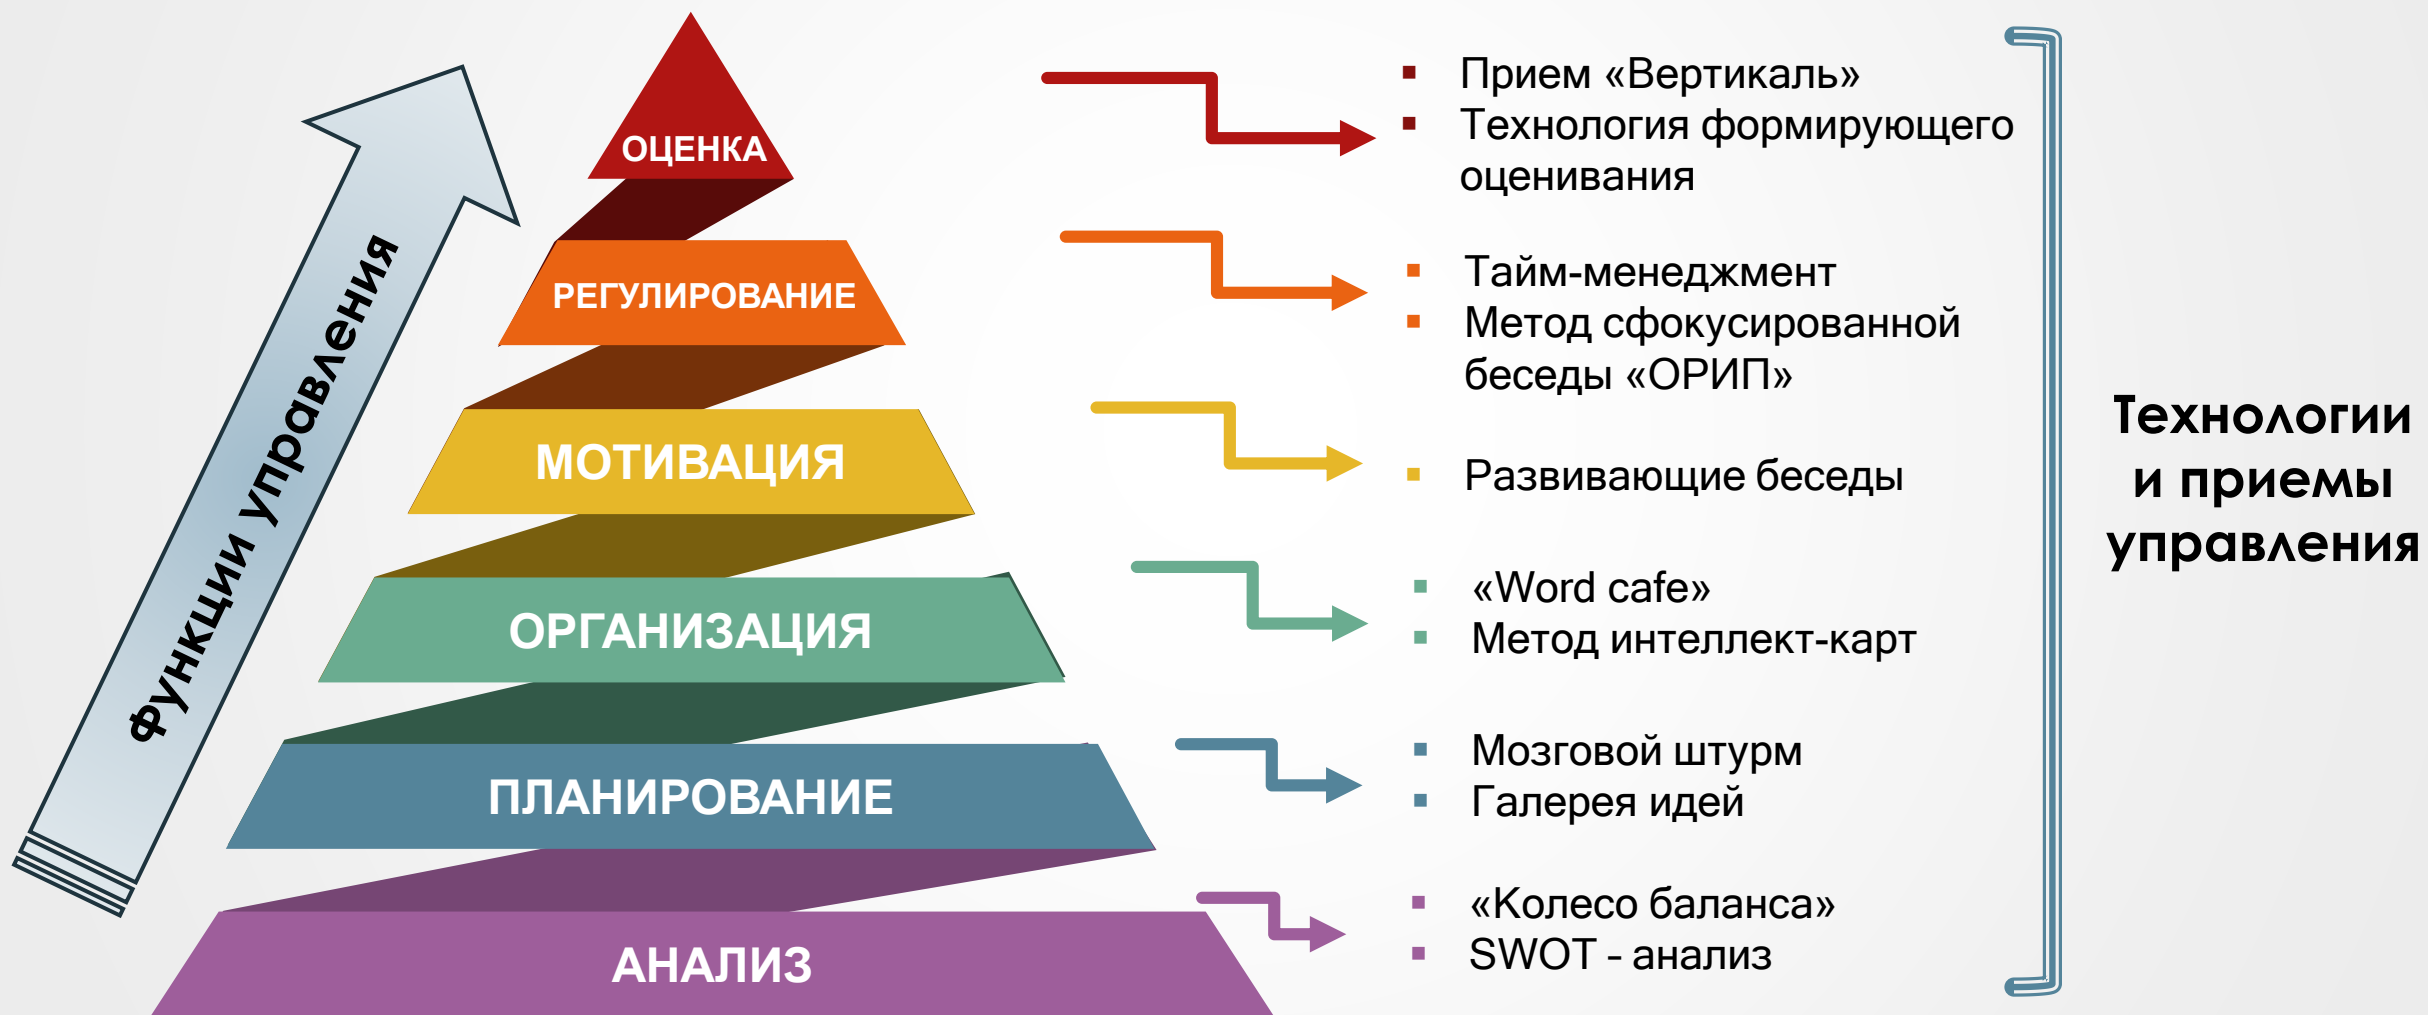 Функции управления
ОЦЕНКА
РЕГУЛИРОВАНИЕ
МОТИВАЦИЯ
ОРГАНИЗАЦИЯ
ПЛАНИРОВАНИЕ
АНАЛИЗ
Прием «Вертикаль»
Технология формирующего
оценивания
Тайм-менеджмент
Метод сфокусированной
беседы «ОРИП»
Развивающие беседы
«Word cafe»
Метод интеллект-карт
Мозговой штурм
Галерея идей
«Колесо баланса»
SWOT - анализ
Технологии
и приемы
управления